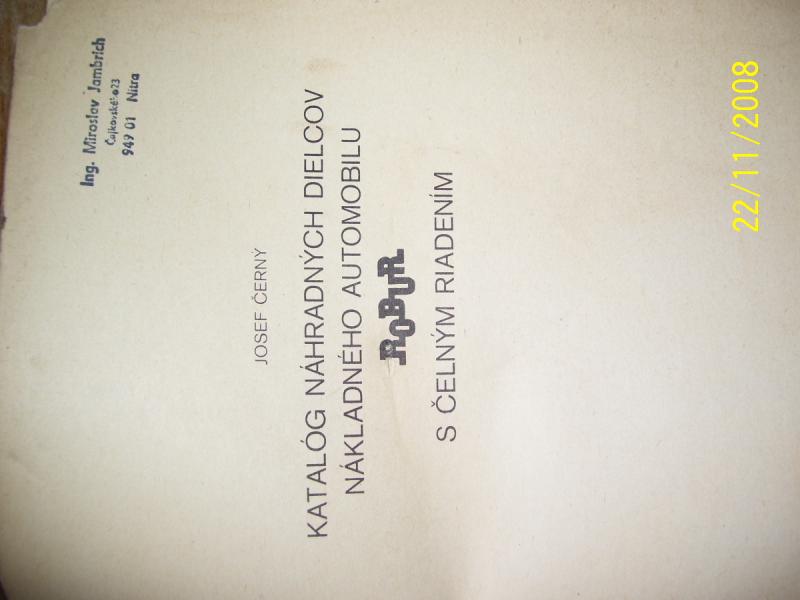 Ing. Miroslav Jambrich
Čajkovského 23
949 01 Nitra
JOSEF ČERNÝ
KATALÓG NÁHRADNÝCH DIELCOV
NÁKLADNÉHO AUTOMOBILU
ROBUR
S ČELNÝM RIADENÍM
22/11/2008